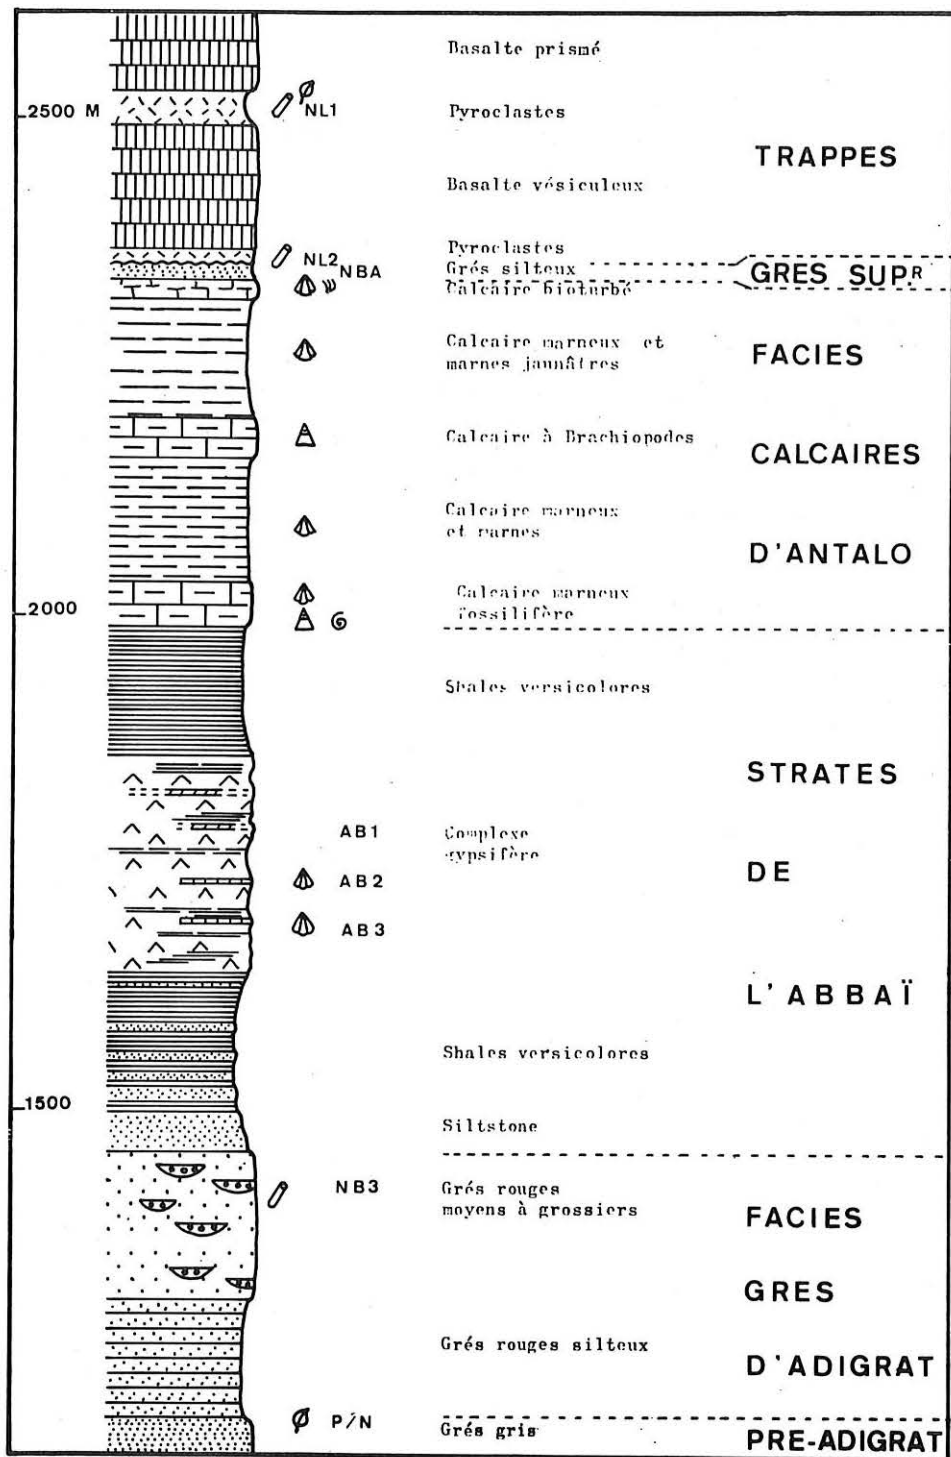 Basalte prismé
2500 M
NL1
Pyroclastes
TRAPPES
Basalte vésiculeux
NL2
Pyroclastes
NBA
Grés silteux
GRES SUP.R
Calcaire bioturbé
Calcaire marneux et
marnes jaunâtres
FACIES
Calcaire à Brachiopodes
CALCAIRES
Calcaire marneux
et marnes
D'ANTALO
2000
Calcaire marneux
fossilifère
Shales versicolores
STRATES
AB1
Complexe
gypsifère
DE
AB2
AB3
L'ABBAÏ
Shales versicolores
1500
Siltstone
NB3
Grés rouges
moyens à grossiers
FACIES
GRES
Grés rouges silteux
D'ADIGRAT
P/N
Grés gris
PRE-ADIGRAT